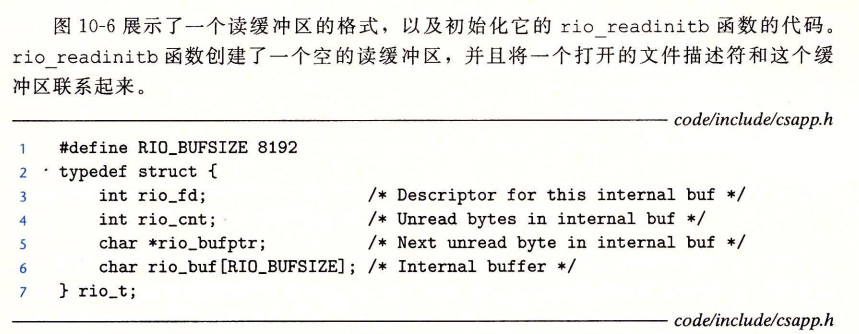 图 10-6 展示了一个读缓冲区的格式，以及初始化它的 rio_readinitb 函数的代码。
rio_readinitb 函数创建了一个空的读缓冲区，并且将一个打开的文件描述符和这个缓
冲区联系起来。
code/include/csapp.h
1 #define RIO_BUFSIZE 8192
2 typedef struct {
3 int rio_fd; /* Descriptor for this internal buf */
4 int rio_cnt; /* Unread bytes in internal buf */
5 char *rio_bufptr; /* Next unread byte in internal buf */
6 char rio_buf[RIO_BUFSIZE]; /* Internal buffer */
7 } rio_t;
code/include/csapp.h